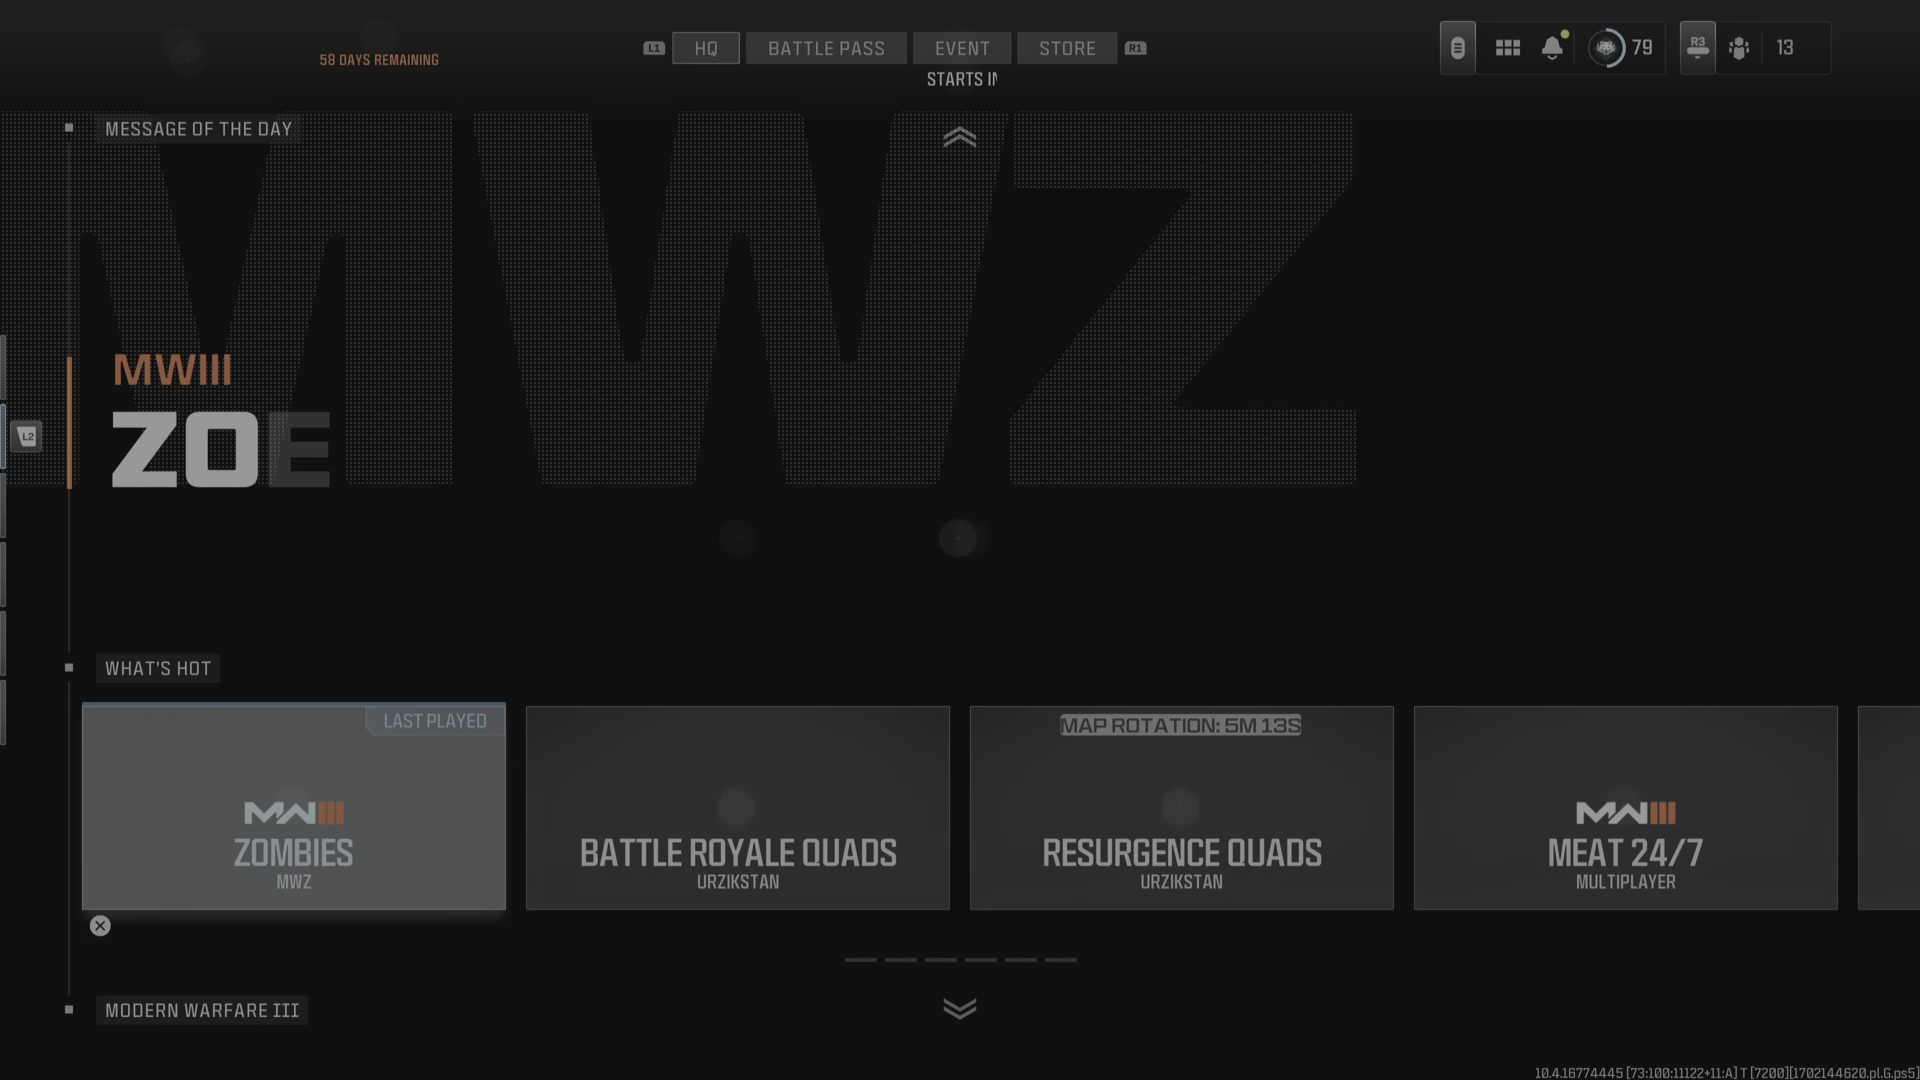 58 DAYS REMAINING
L1 HQ BATTLE PASS EVENT STORE R1
STARTS IN
79 R3 13
MESSAGE OF THE DAY
MWZ
MWIII
ZOE
L2
WHAT'S HOT
LAST PLAYED
MWIII
ZOMBIES
MWZ
BATTLE ROYALE QUADS
URZIKSTAN
MAP ROTATION: 5M 13S
RESURGENCE QUADS
URZIKSTAN
MWIII
MEAT 24/7
MULTIPLAYER
MODERN WARFARE III
10.4.16774445 [73:100:11122+11:A] T [7200][1702144620.pl.G.ps5]